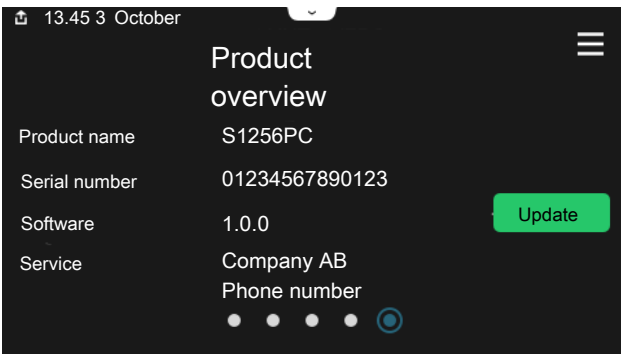 13.45 3 October
Product
overview
Product name S1256PC
Serial number 01234567890123
Software 1.0.0 Update
Service Company AB
Phone number